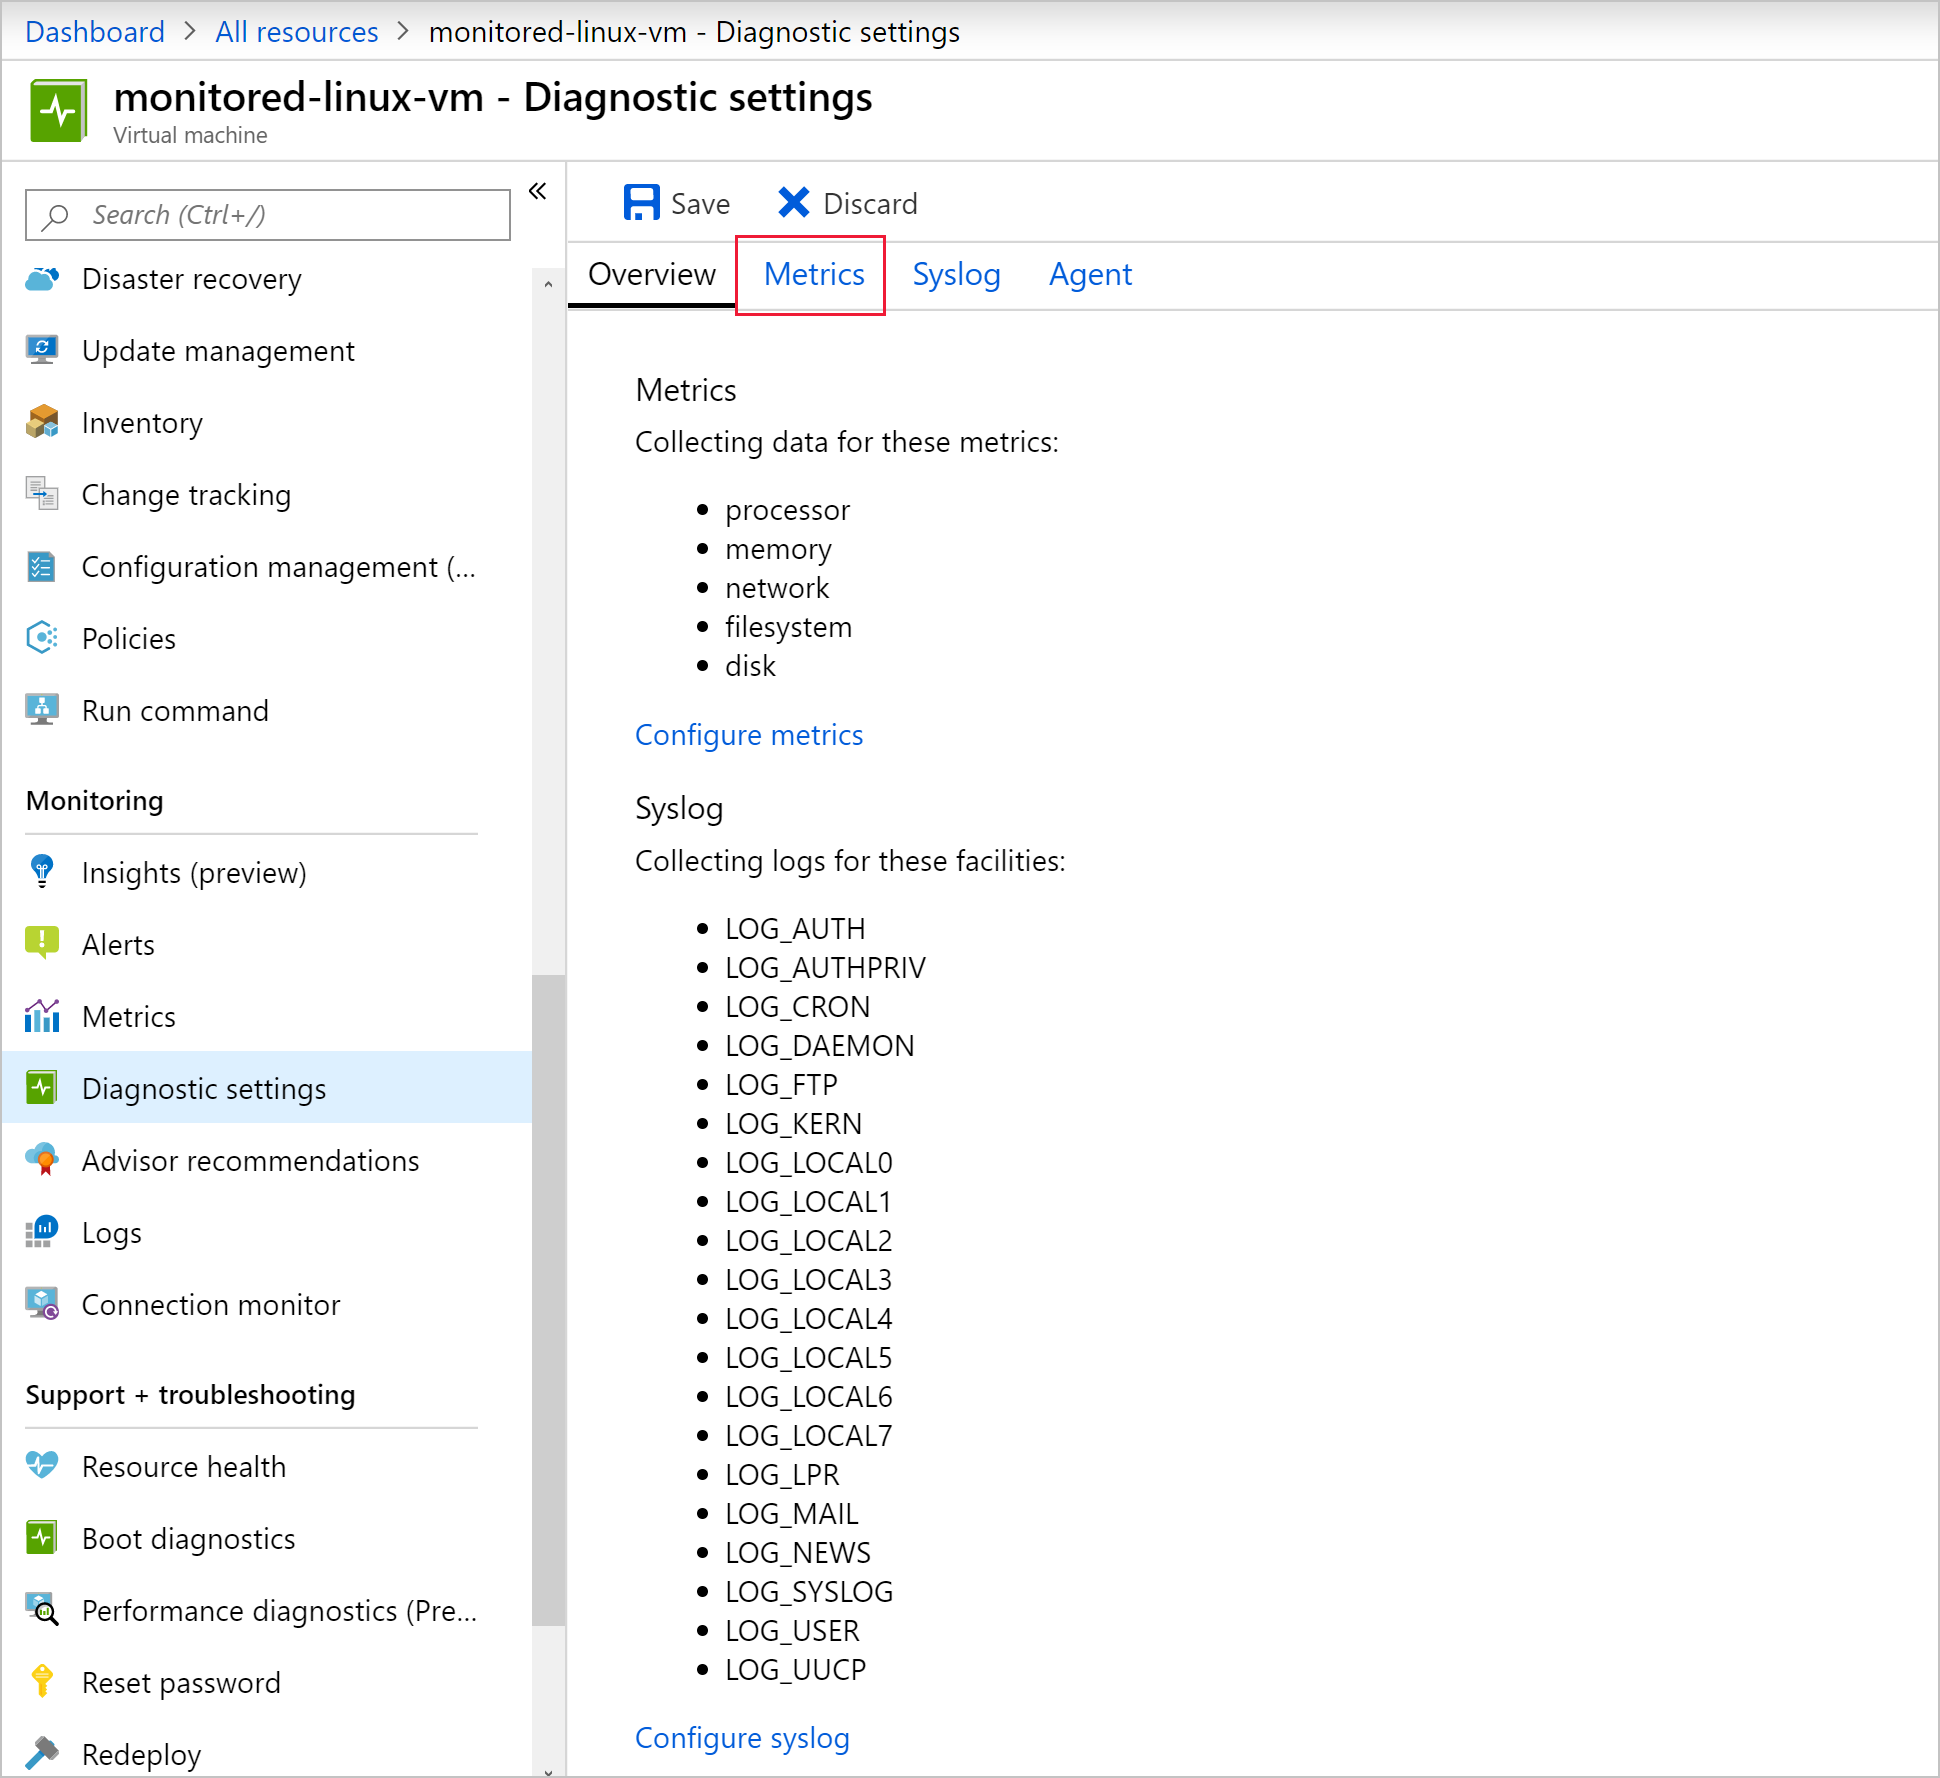 Dashboard > All resources > monitored-linux-vm - Diagnostic settings
monitored-linux-vm - Diagnostic settings
Virtual machine
Search (Ctrl+/)
«
Disaster recovery
Update management
Inventory
Change tracking
Configuration management (...
Policies
Run command
Monitoring
Insights (preview)
Alerts
Metrics
Diagnostic settings
Advisor recommendations
Logs
Connection monitor
Support + troubleshooting
Resource health
Boot diagnostics
Performance diagnostics (Pre...
Reset password
Redeploy
Save Discard
Overview Metrics Syslog Agent
Metrics
Collecting data for these metrics:
• processor
• memory
• network
• filesystem
• disk
Configure metrics
Syslog
Collecting logs for these facilities:
• LOG_AUTH
• LOG_AUTHPRIV
• LOG_CRON
• LOG_DAEMON
• LOG_FTP
• LOG_KERN
• LOG_LOCAL0
• LOG_LOCAL1
• LOG_LOCAL2
• LOG_LOCAL3
• LOG_LOCAL4
• LOG_LOCAL5
• LOG_LOCAL6
• LOG_LOCAL7
• LOG_LPR
• LOG_MAIL
• LOG_NEWS
• LOG_SYSLOG
• LOG_USER
• LOG_UUCP
Configure syslog